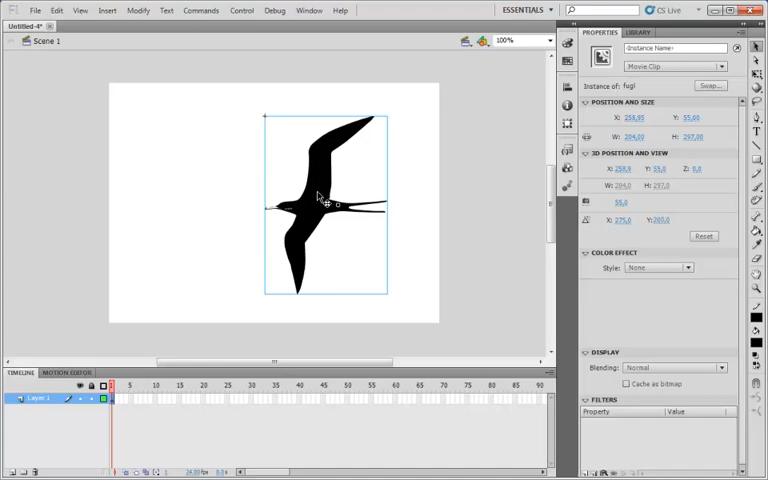 Fl File Edit View Insert Modify Text Commands Control Debug Window Help ESSENTIALS CS Live
Untitled-4*
Scene 1
100%
PROPERTIES LIBRARY
<Instance Name>
Movie Clip
Instance of: fugl Swap...
POSITION AND SIZE
X: 258,95 Y: 55,00
W: 204,00 H: 297,00
3D POSITION AND VIEW
X: 258,9 Y: 55,0 Z: 0,0
W: 204,0 H: 297,0
55,0
X: 275,0 Y: 200,0
Reset
COLOR EFFECT
Style: None
DISPLAY
Blending: Normal
Cache as bitmap
FILTERS
Property Value
TIMELINE MOTION EDITOR
1 5 10 15 20 25 30 35 40 45 50 55 60 65 70 75 80 85 90
Layer 1
1 24,00 fps 0,0 s